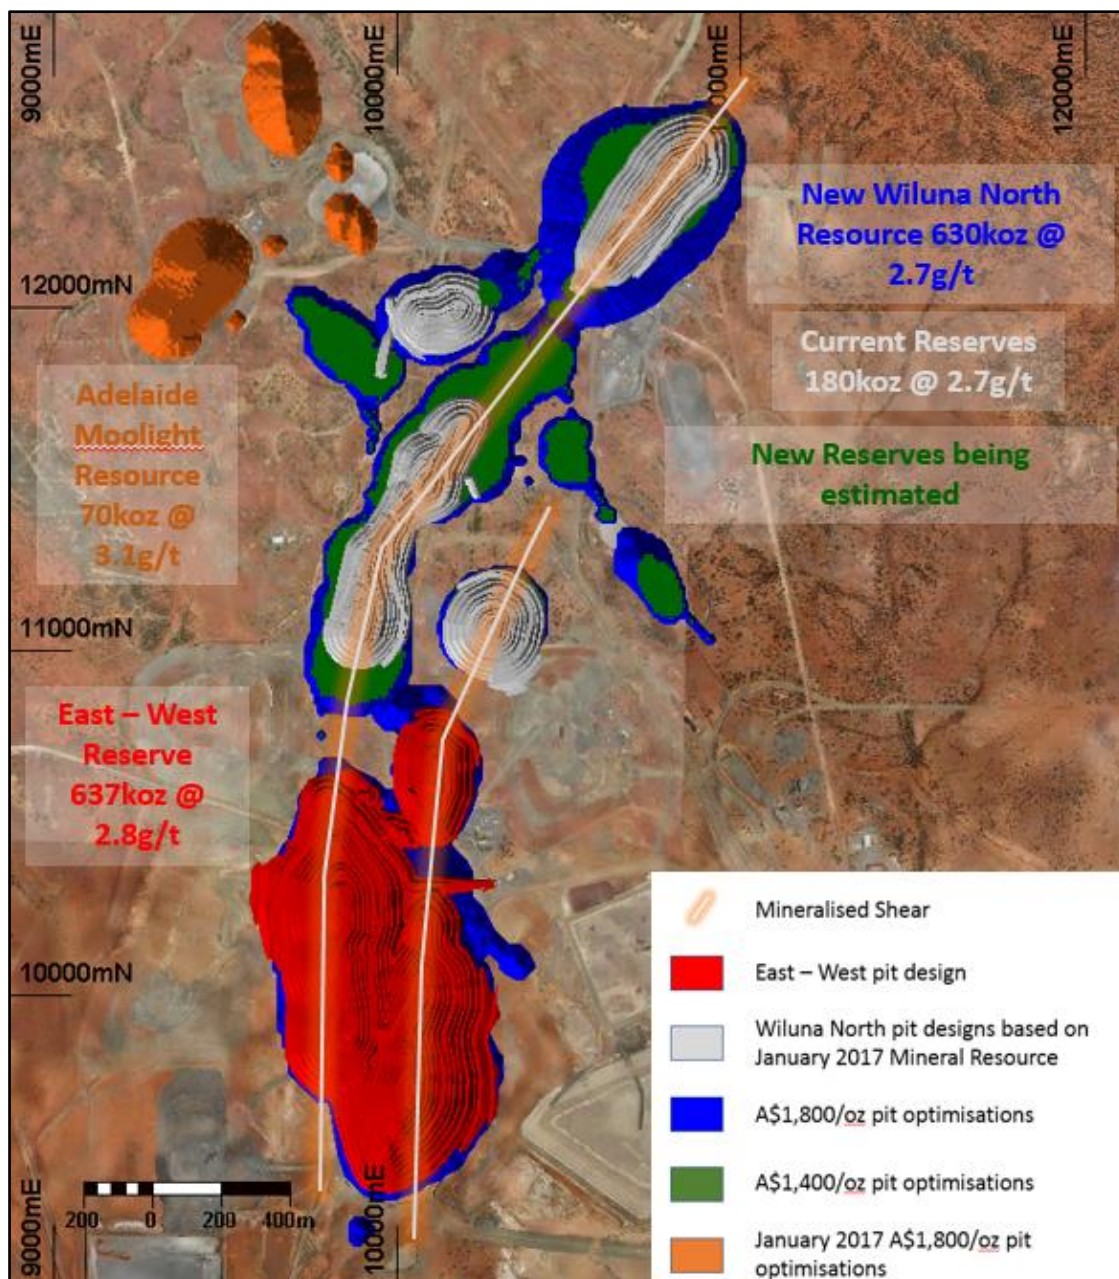 9000mE
10000mE
000mE
12000mE
New Wiluna North
Resource 630koz @
2.7g/t
12000mN
Current Reserves
180koz @ 2.7g/t
Adelaide
Moolight
Resource
70koz @
3.1g/t
New Reserves being
estimated
11000mN
East – West
Reserve
637koz @
2.8g/t
Mineralised Shear
East – West pit design
10000mN
Wiluna North pit designs based on
January 2017 Mineral Resource
A$1,800/oz pit optimisations
A$1,400/oz pit optimisations
January 2017 A$1,800/oz pit
optimisations
200 0 200 400m
9000mE
10000mE